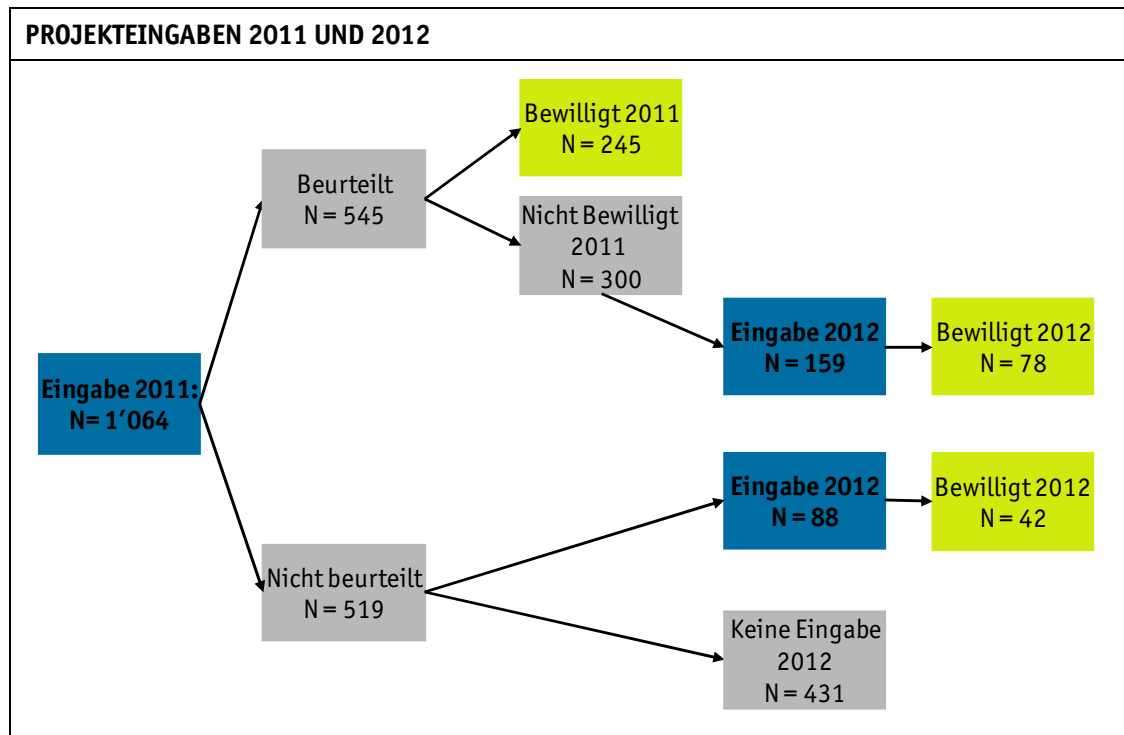 PROJEKTEINGABEN 2011 UND 2012
Bewilligt 2011
N = 245
Beurteilt
N = 545
Nicht Bewilligt
2011
N = 300
Eingabe 2012
N = 159
Bewilligt 2012
N = 78
Eingabe 2011:
N= 1’064
Eingabe 2012
N = 88
Bewilligt 2012
N = 42
Nicht beurteilt
N = 519
Keine Eingabe
2012
N = 431